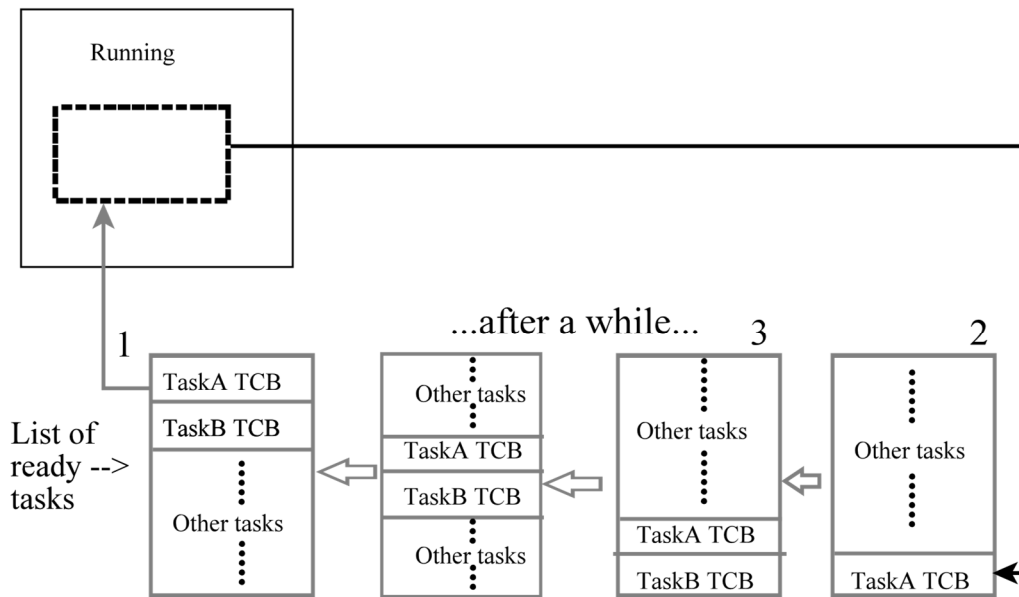 Running
...after a while...
1
3
2
List of
ready -->
tasks
TaskA TCB
TaskB TCB
Other tasks
Other tasks
TaskA TCB
TaskB TCB
Other tasks
Other tasks
TaskA TCB
TaskB TCB
Other tasks
TaskA TCB